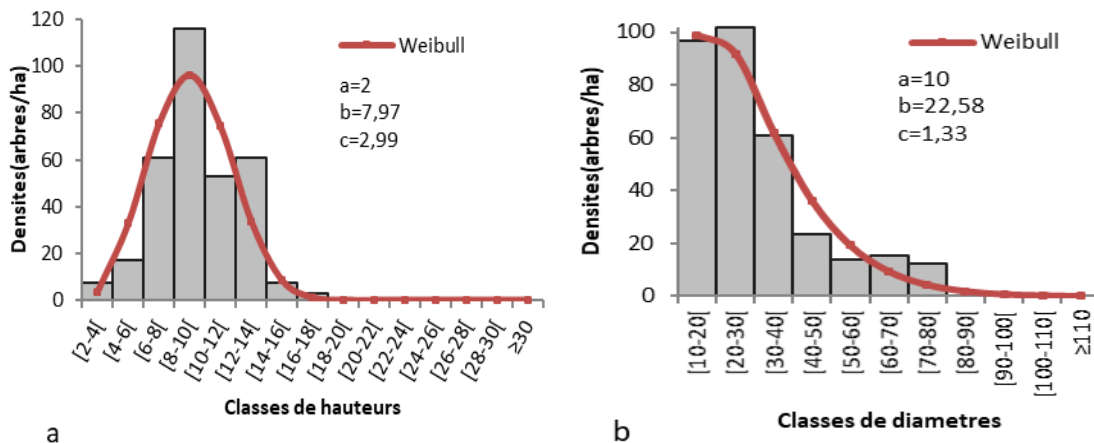 Densites(arbres/ha)
120
100
80
60
40
20
0
Weibull
a=2
b=7,97
c=2,99
[2-4[
[4-6[
[6-8[
[8-10[
[10-12[
[12-14[
[14-16[
[16-18[
[18-20[
[20-22[
[22-24[
[24-26[
[26-28[
[28-30[
≥30
Classes de hauteurs
a
Densites(arbres/ha)
100
80
60
40
20
0
Weibull
a=10
b=22,58
c=1,33
[10-20[
[20-30[
[30-40[
[40-50[
[50-60[
[60-70[
[70-80[
[80-90[
[90-100[
[100-110[
≥110
Classes de diametres
b